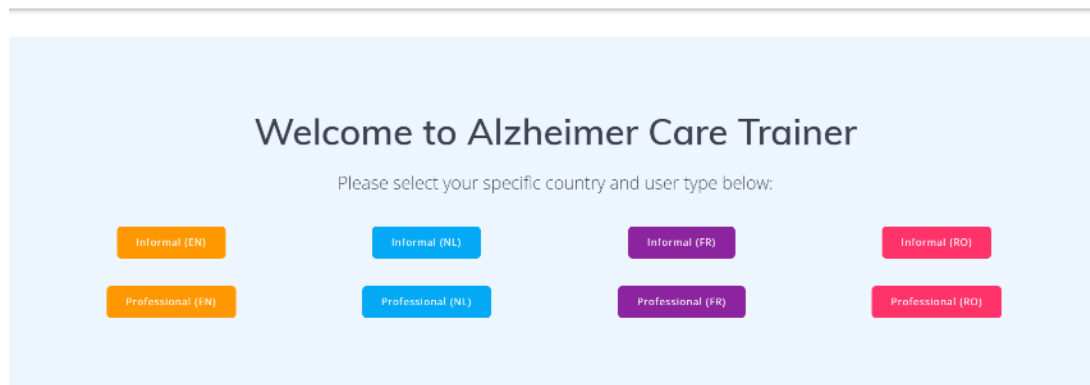 Welcome to Alzheimer Care Trainer
Please select your specific country and user type below:
Informal (EN) Informal (NL) Informal (FR) Informal (RO)
Professional (EN) Professional (NL) Professional (FR) Professional (RO)